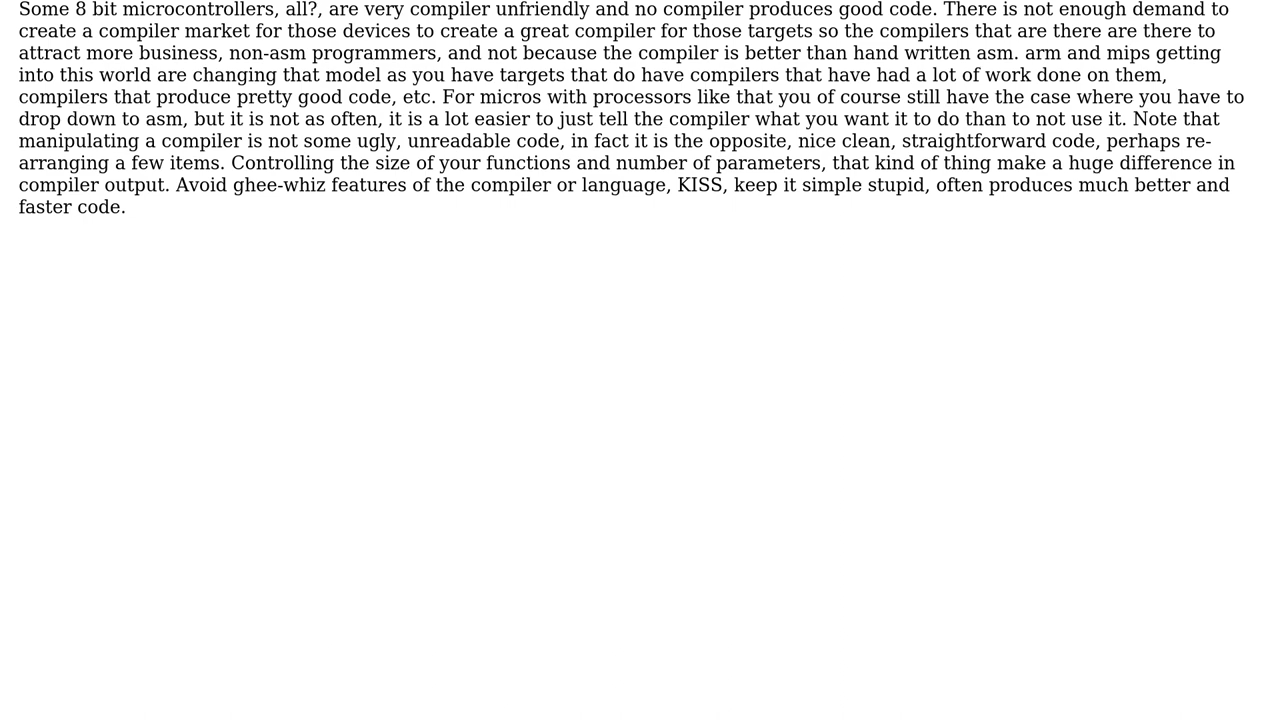 Some 8 bit microcontrollers, all?, are very compiler unfriendly and no compiler produces good code. There is not enough demand to
create a compiler market for those devices to create a great compiler for those targets so the compilers that are there are there to
attract more business, non-asm programmers, and not because the compiler is better than hand written asm. arm and mips getting
into this world are changing that model as you have targets that do have compilers that have had a lot of work done on them,
compilers that produce pretty good code, etc. For micros with processors like that you of course still have the case where you have to
drop down to asm, but it is not as often, it is a lot easier to just tell the compiler what you want it to do than to not use it. Note that
manipulating a compiler is not some ugly, unreadable code, in fact it is the opposite, nice clean, straightforward code, perhaps re-
arranging a few items. Controlling the size of your functions and number of parameters, that kind of thing make a huge difference in
compiler output. Avoid ghee-whiz features of the compiler or language, KISS, keep it simple stupid, often produces much better and
faster code.